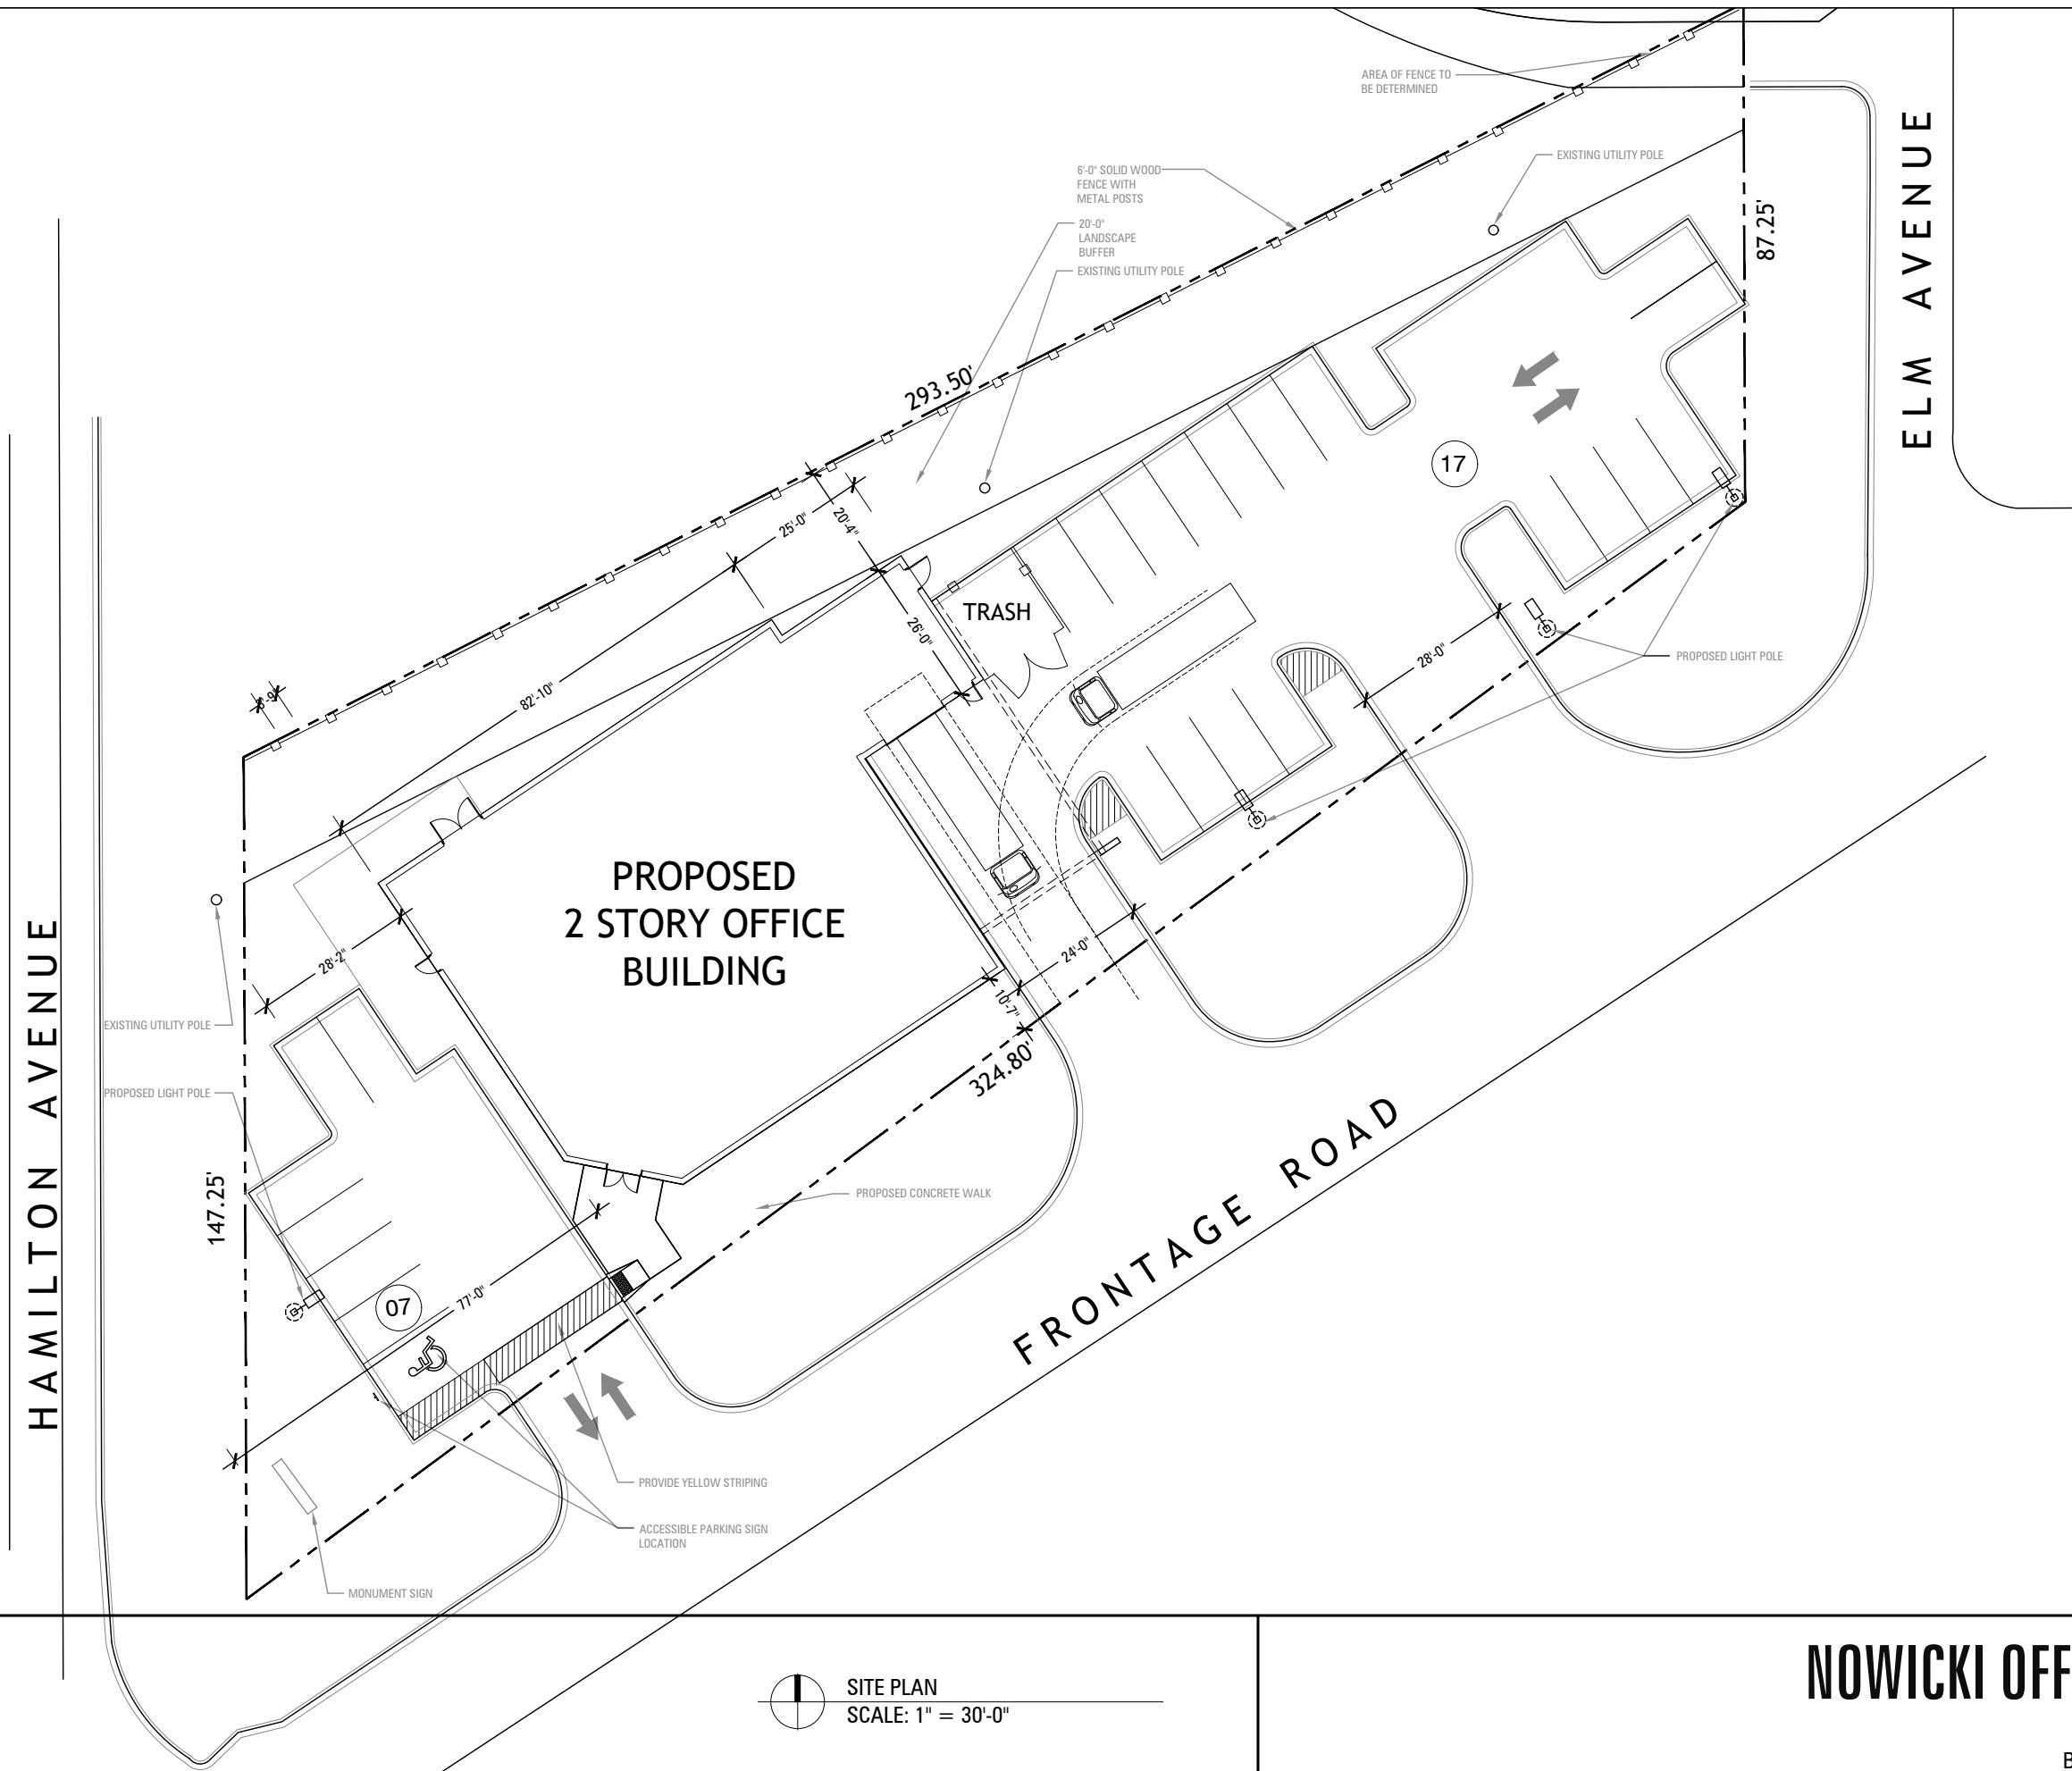 AREA OF FENCE TO
BE DETERMINED
EXISTING UTILITY POLE
6'-0" SOLID WOOD
FENCE WITH
METAL POSTS
20'-0"
LANDSCAPE
BUFFER
EXISTING UTILITY POLE
ELM AVENUE
87.25'
293.50'
17
25'-0"
20'-4"
26'-0"
TRASH
28'-0"
PROPOSED LIGHT POLE
82'-10"
PROPOSED
2 STORY OFFICE
BUILDING
28'-2"
24'-0"
10'-7"
324.80'
EXISTING UTILITY POLE
PROPOSED LIGHT POLE
HAMILTON AVENUE
147.25'
PROPOSED CONCRETE WALK
FRONTAGE ROAD
07
77'-0"
PROVIDE YELLOW STRIPING
ACCESSIBLE PARKING SIGN
LOCATION
MONUMENT SIGN
SITE PLAN
SCALE: 1" = 30'-0"
NOWICKI OFF
B